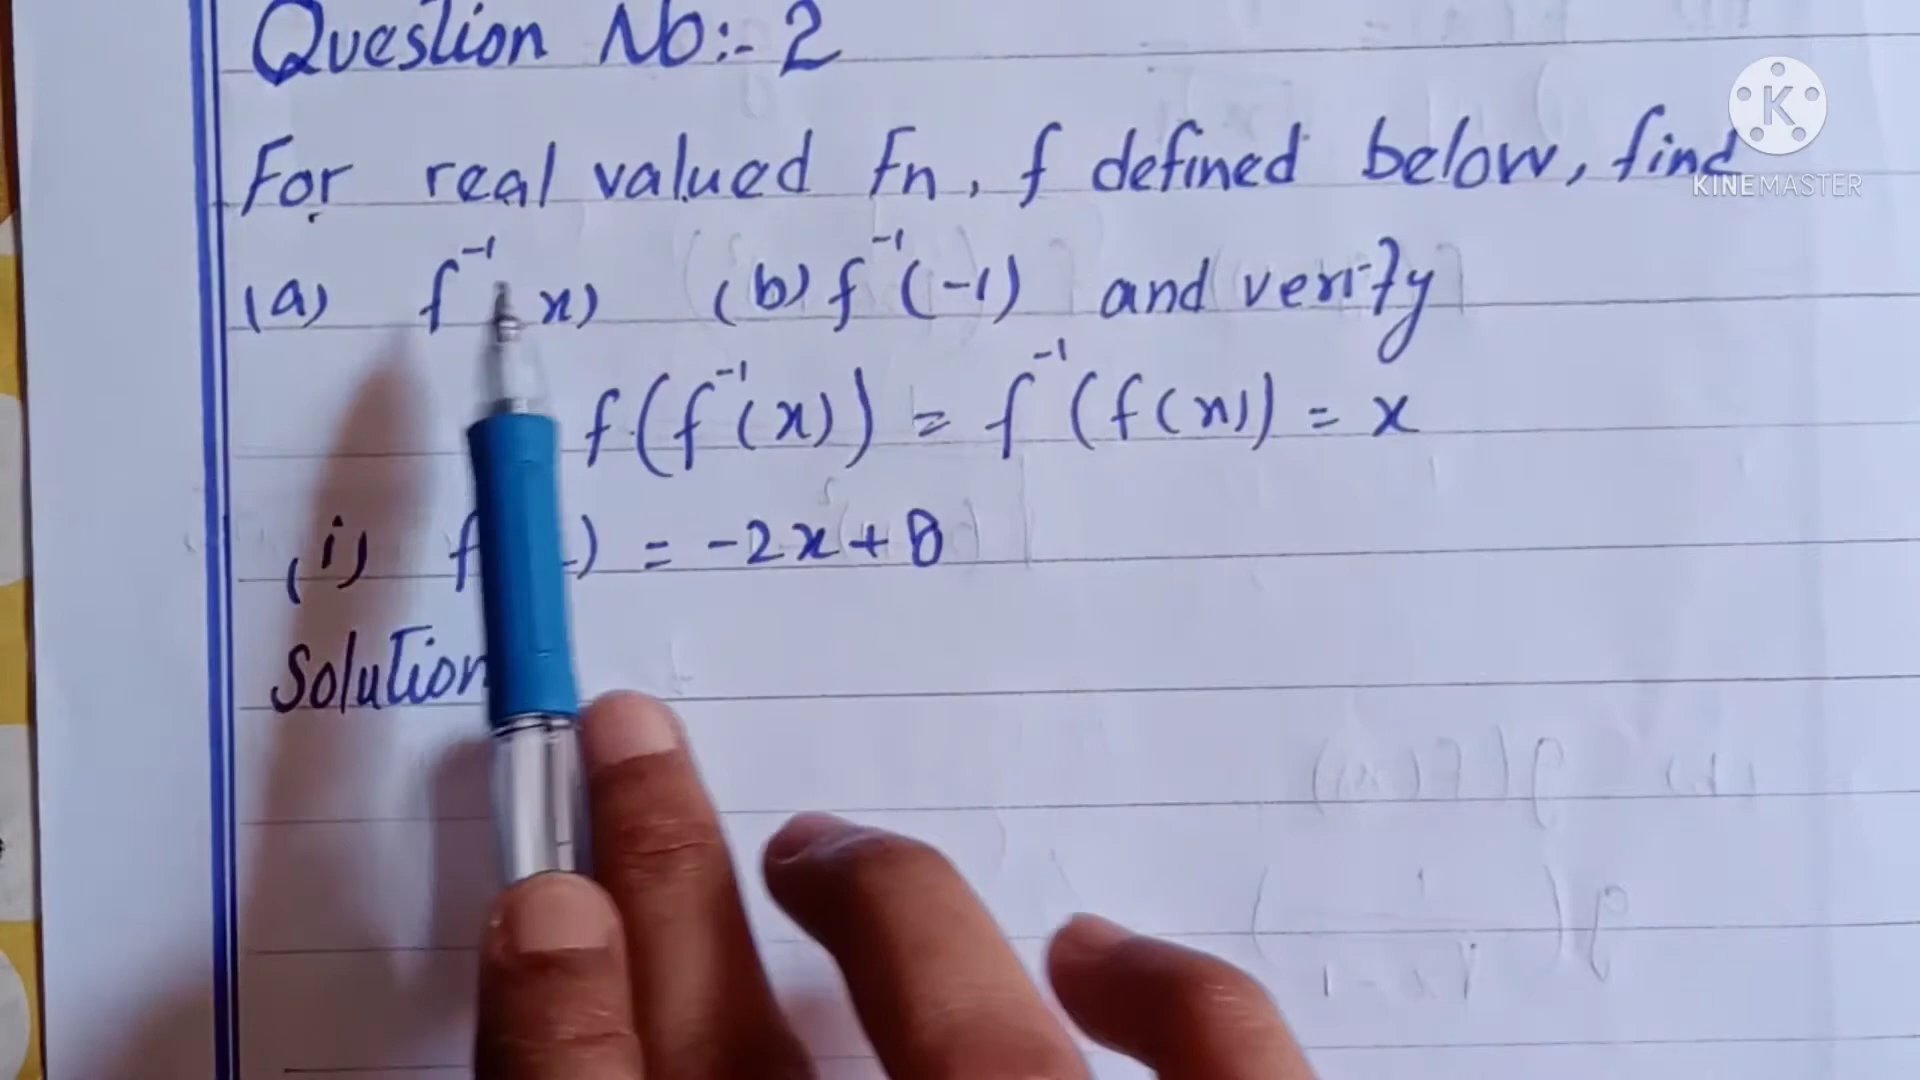 Question No:- 2
For real valued Fn, f defined below, find
(a) f⁻¹(x) (b) f⁻¹(-1) and verify
f(f⁻¹(x)) = f⁻¹(f(x)) = x
(i) = -2x+8
Solution
K
KINEMASTER